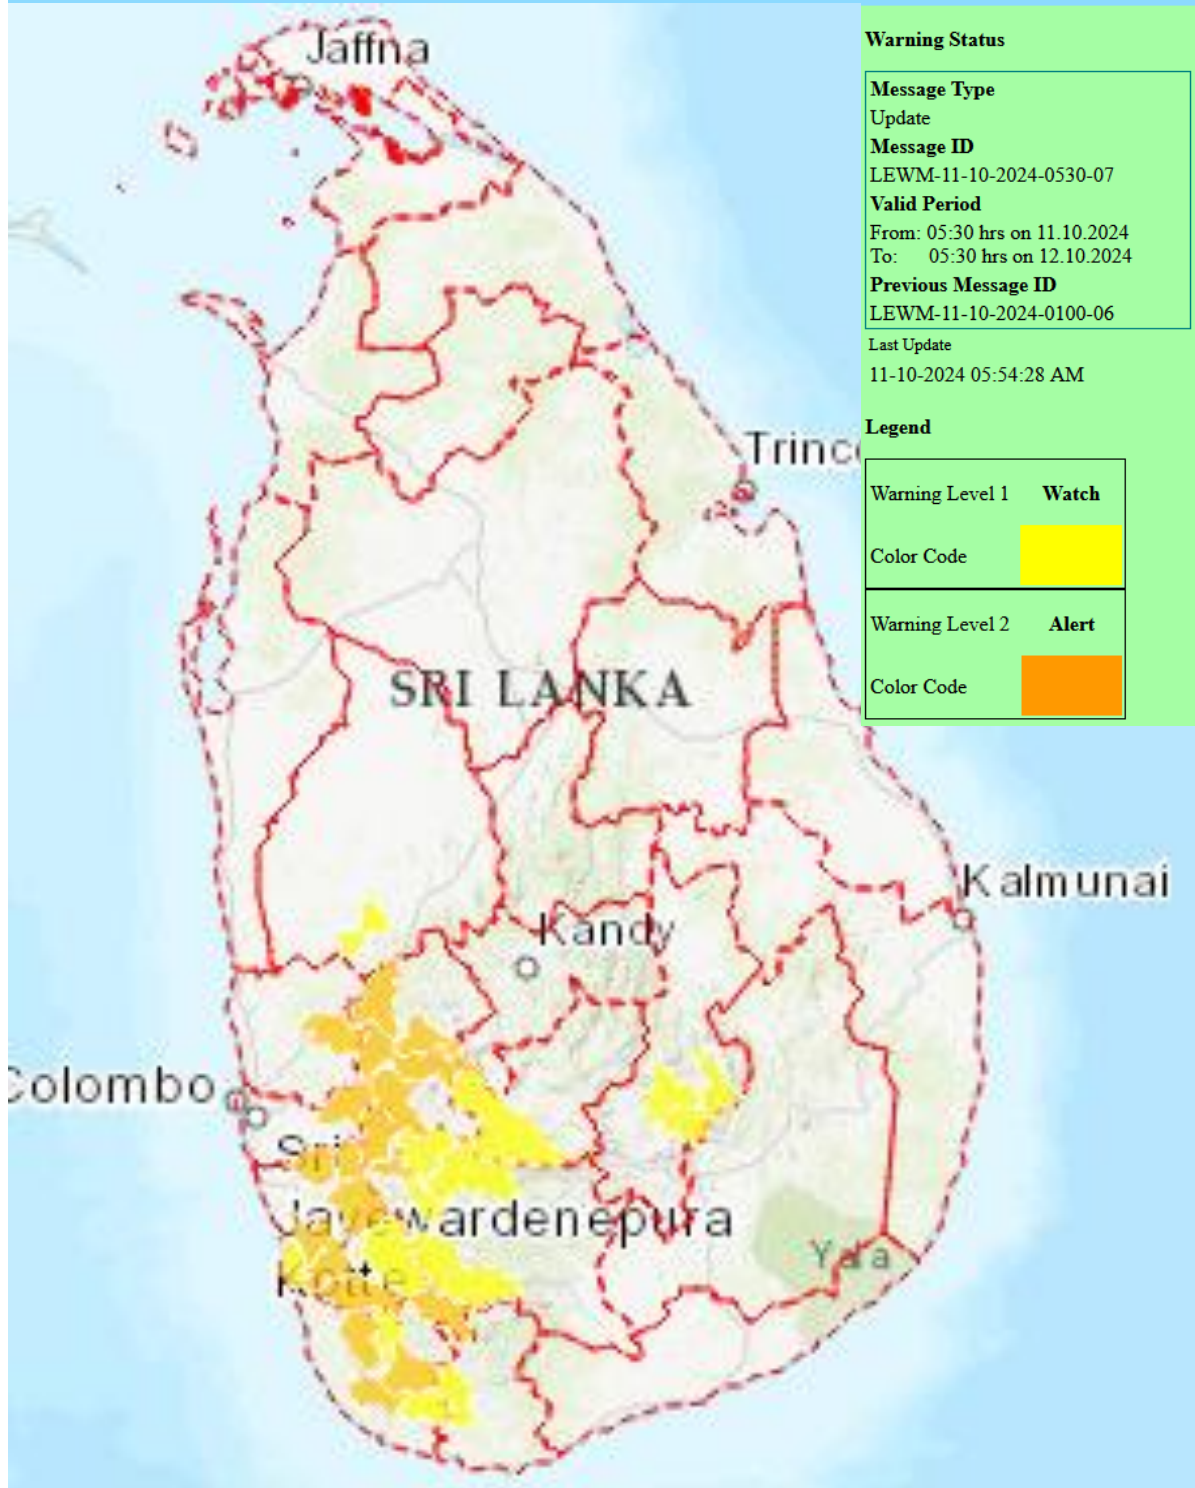 Jaffna
Trinco
SRI LANKA
Kalmunai
Kandy
Colombo
Sri
Jayewardenepura
Kotte
Yala
Warning Status
Message Type
Update
Message ID
LEWM-11-10-2024-0530-07
Valid Period
From: 05:30 hrs on 11.10.2024
To: 05:30 hrs on 12.10.2024
Previous Message ID
LEWM-11-10-2024-0100-06
Last Update
11-10-2024 05:54:28 AM
Legend
Warning Level 1 Watch
Color Code
Warning Level 2 Alert
Color Code